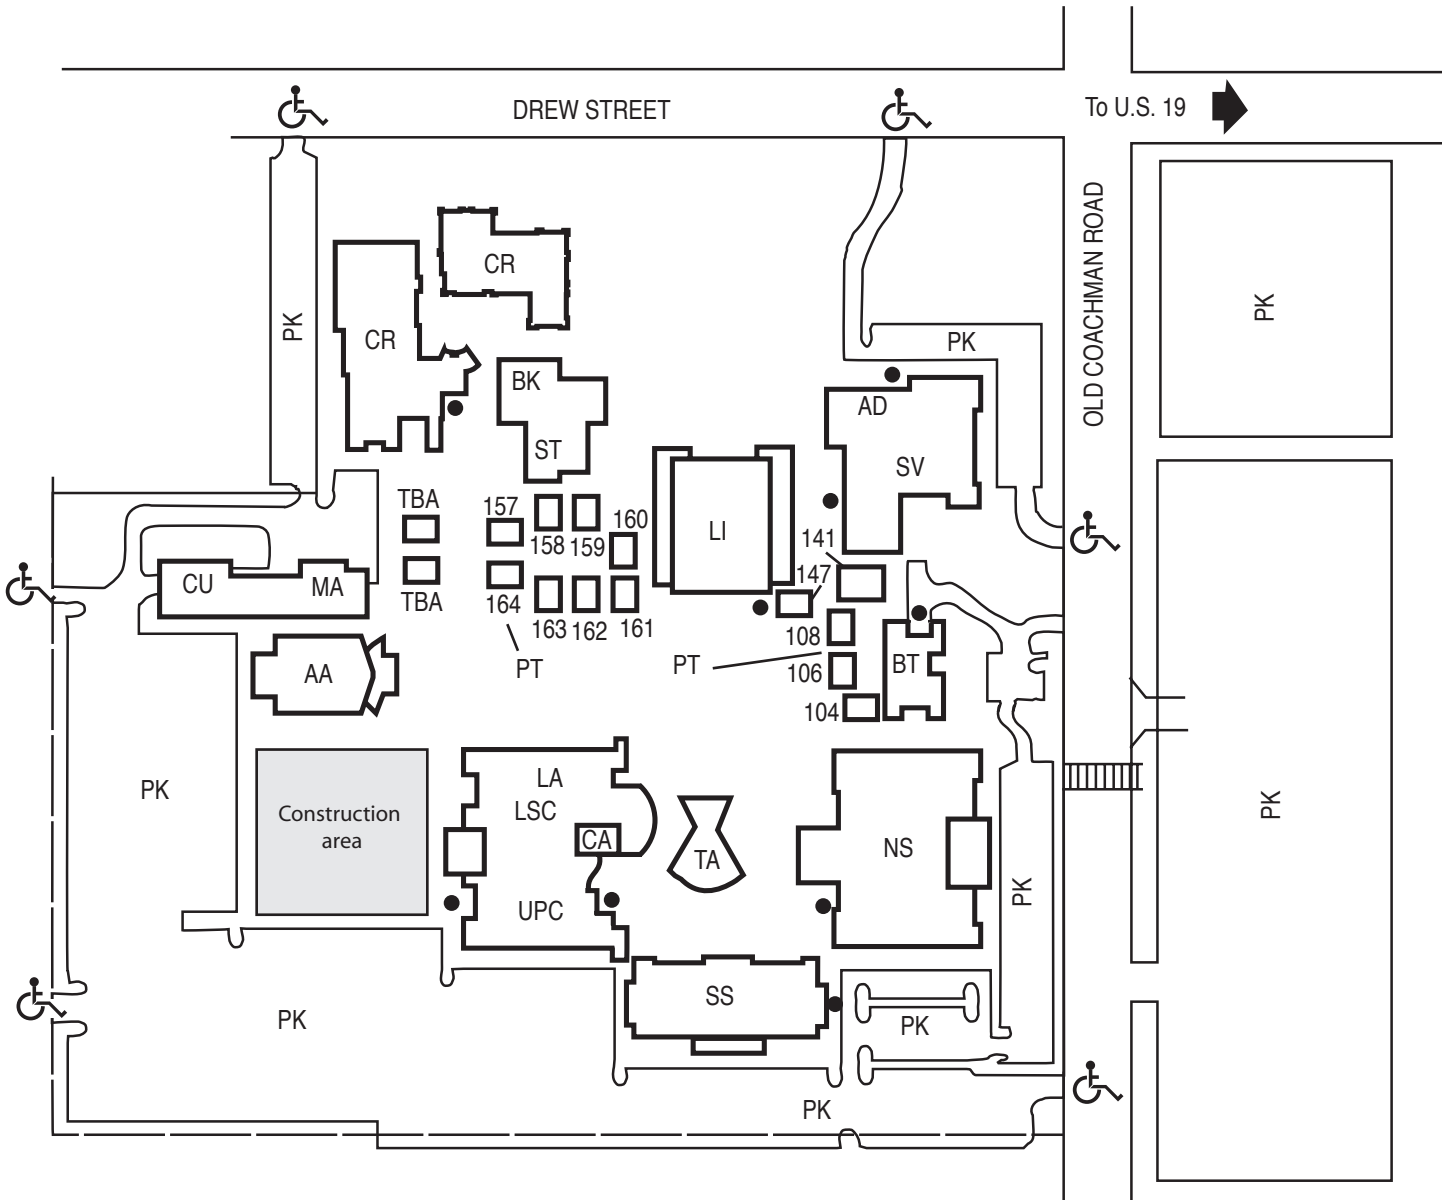 DREW STREET
To U.S. 19
OLD COACHMAN ROAD
PK
CR
CR
PK
PK
PK
BK
ST
AD
SV
TBA
TBA
157
158
159
160
LI
141
147
164
163
162
161
PT
PT
108
106
104
BT
CU
MA
AA
PK
Construction
area
LA
LSC
CA
UPC
TA
NS
PK
PK
SS
PK
PK
PK